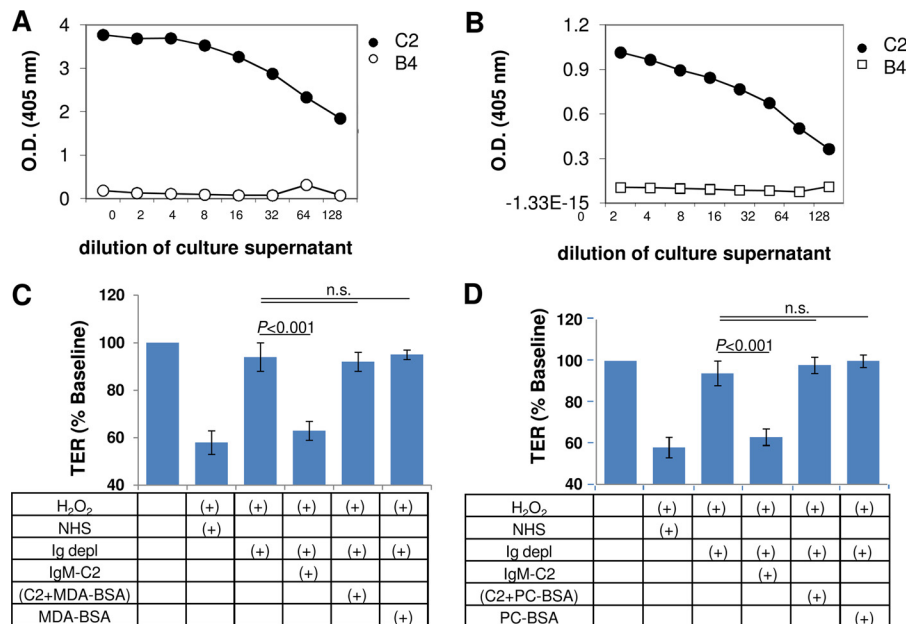 A
O.D. (405 nm)
4
3
2
1
0
0 2 4 8 16 32 64 128
dilution of culture supernatant
C2
B4
B
O.D. (405 nm)
1.2
0.9
0.6
0.3
-1.33E-15
0 2 4 8 16 32 64 128
dilution of culture supernatant
C2
B4
C
TER (% Baseline)
120
100
80
60
40
n.s.
P<0.001
H₂O₂ (+) (+) (+) (+) (+)
NHS (+)
Ig depl (+) (+) (+) (+)
IgM-C2 (+)
(C2+MDA-BSA) (+)
MDA-BSA (+)
D
TER (% Baseline)
120
100
80
60
40
n.s.
P<0.001
H₂O₂ (+) (+) (+) (+) (+)
NHS (+)
Ig depl (+) (+) (+) (+)
IgM-C2 (+)
(C2+PC-BSA) (+)
PC-BSA (+)